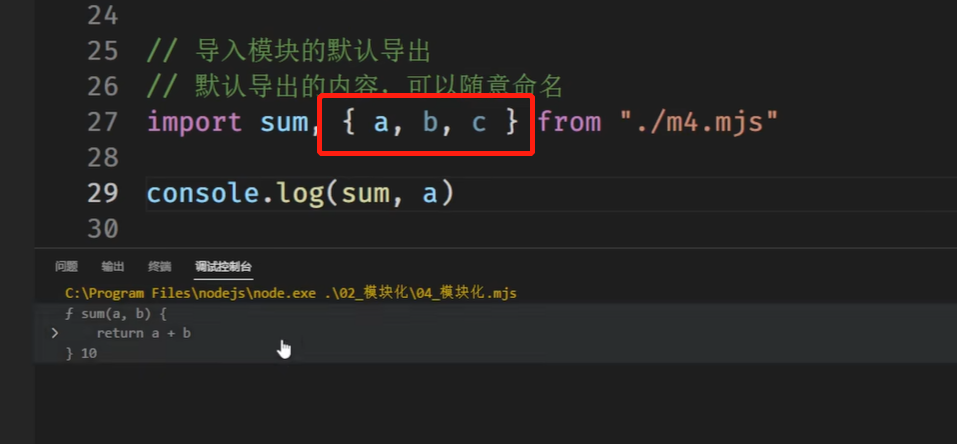 24
25 // 导入模块的默认导出
26 // 默认导出的内容，可以随意命名
27 import sum, { a, b, c } from "./m4.mjs"
28
29 console.log(sum, a)
30
问题 输出 终端 调试控制台
C:\Program Files\nodejs\node.exe .\02_模块化\04_模块化.mjs
ƒ sum(a, b) {
return a + b
} 10